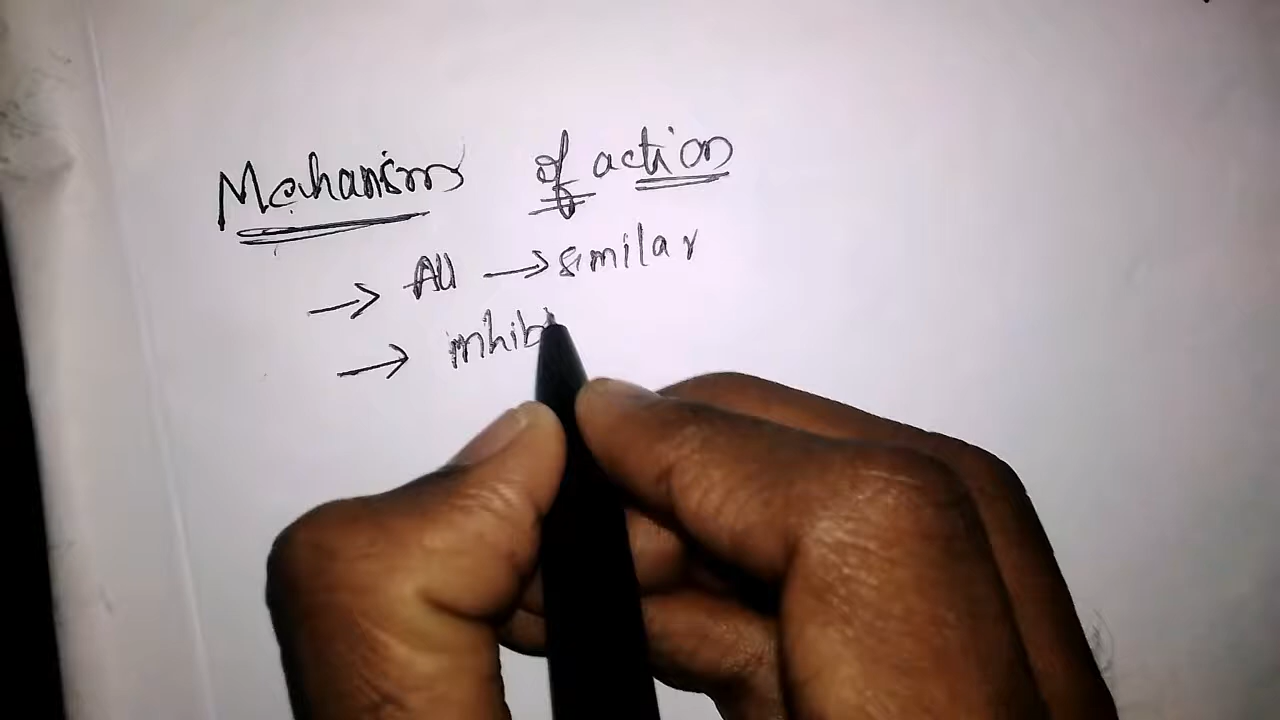 Mechanism of action
→ All → similar
→ inhib